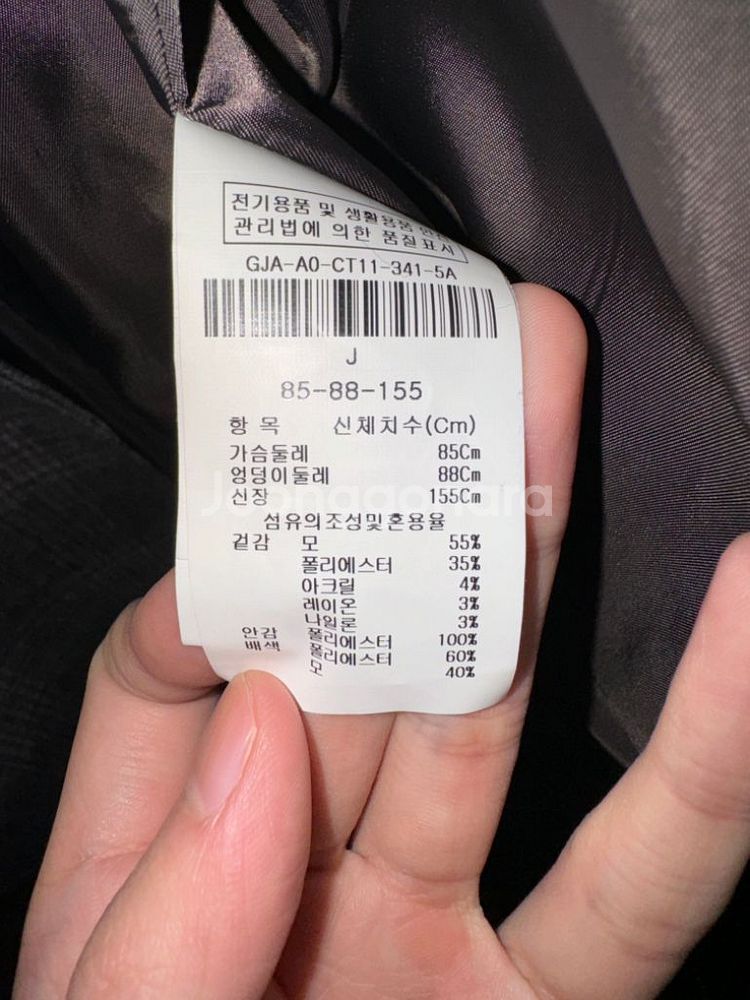 전기용품 및 생활용품 안전
관리법에 의한 품질표시
GJA-A0-CT11-341-5A
J
85-88-155
항 목 신체치수(Cm)
가슴둘레 85Cm
엉덩이둘레 88Cm
신장 155Cm
Joonggonara
섬유의조성및혼용율
겉감 모 55%
폴리에스터 35%
아크릴 4%
레이온 3%
나일론 3%
안감 폴리에스터 100%
배색 폴리에스터 60%
모 40%